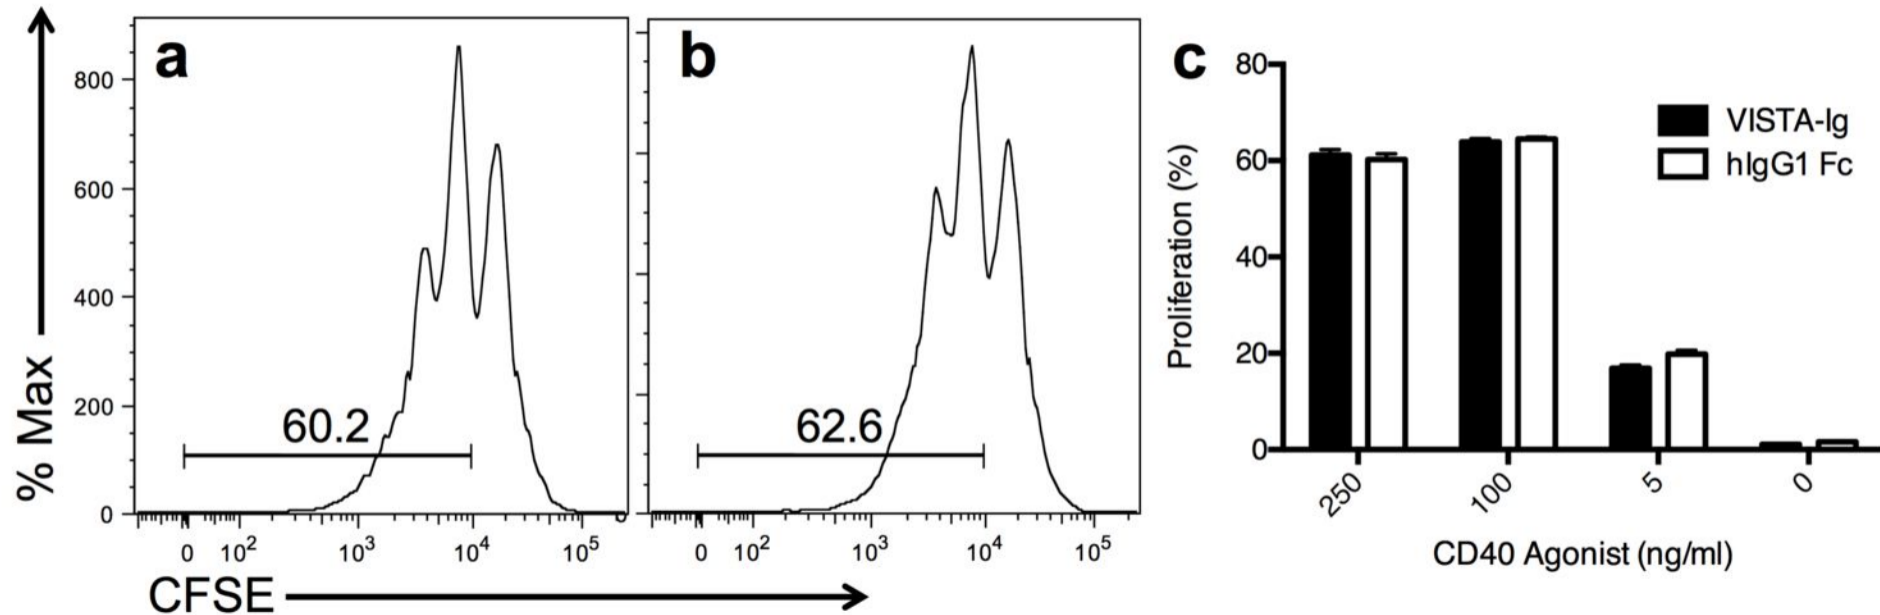 a
% Max
800
600
400
200
0
60.2
0 10² 10³ 10⁴ 10⁵
CFSE
b
62.6
0 10² 10³ 10⁴ 10⁵
c
Proliferation (%)
80
60
40
20
0
VISTA-Ig
hIgG1 Fc
250 100 5 0
CD40 Agonist (ng/ml)